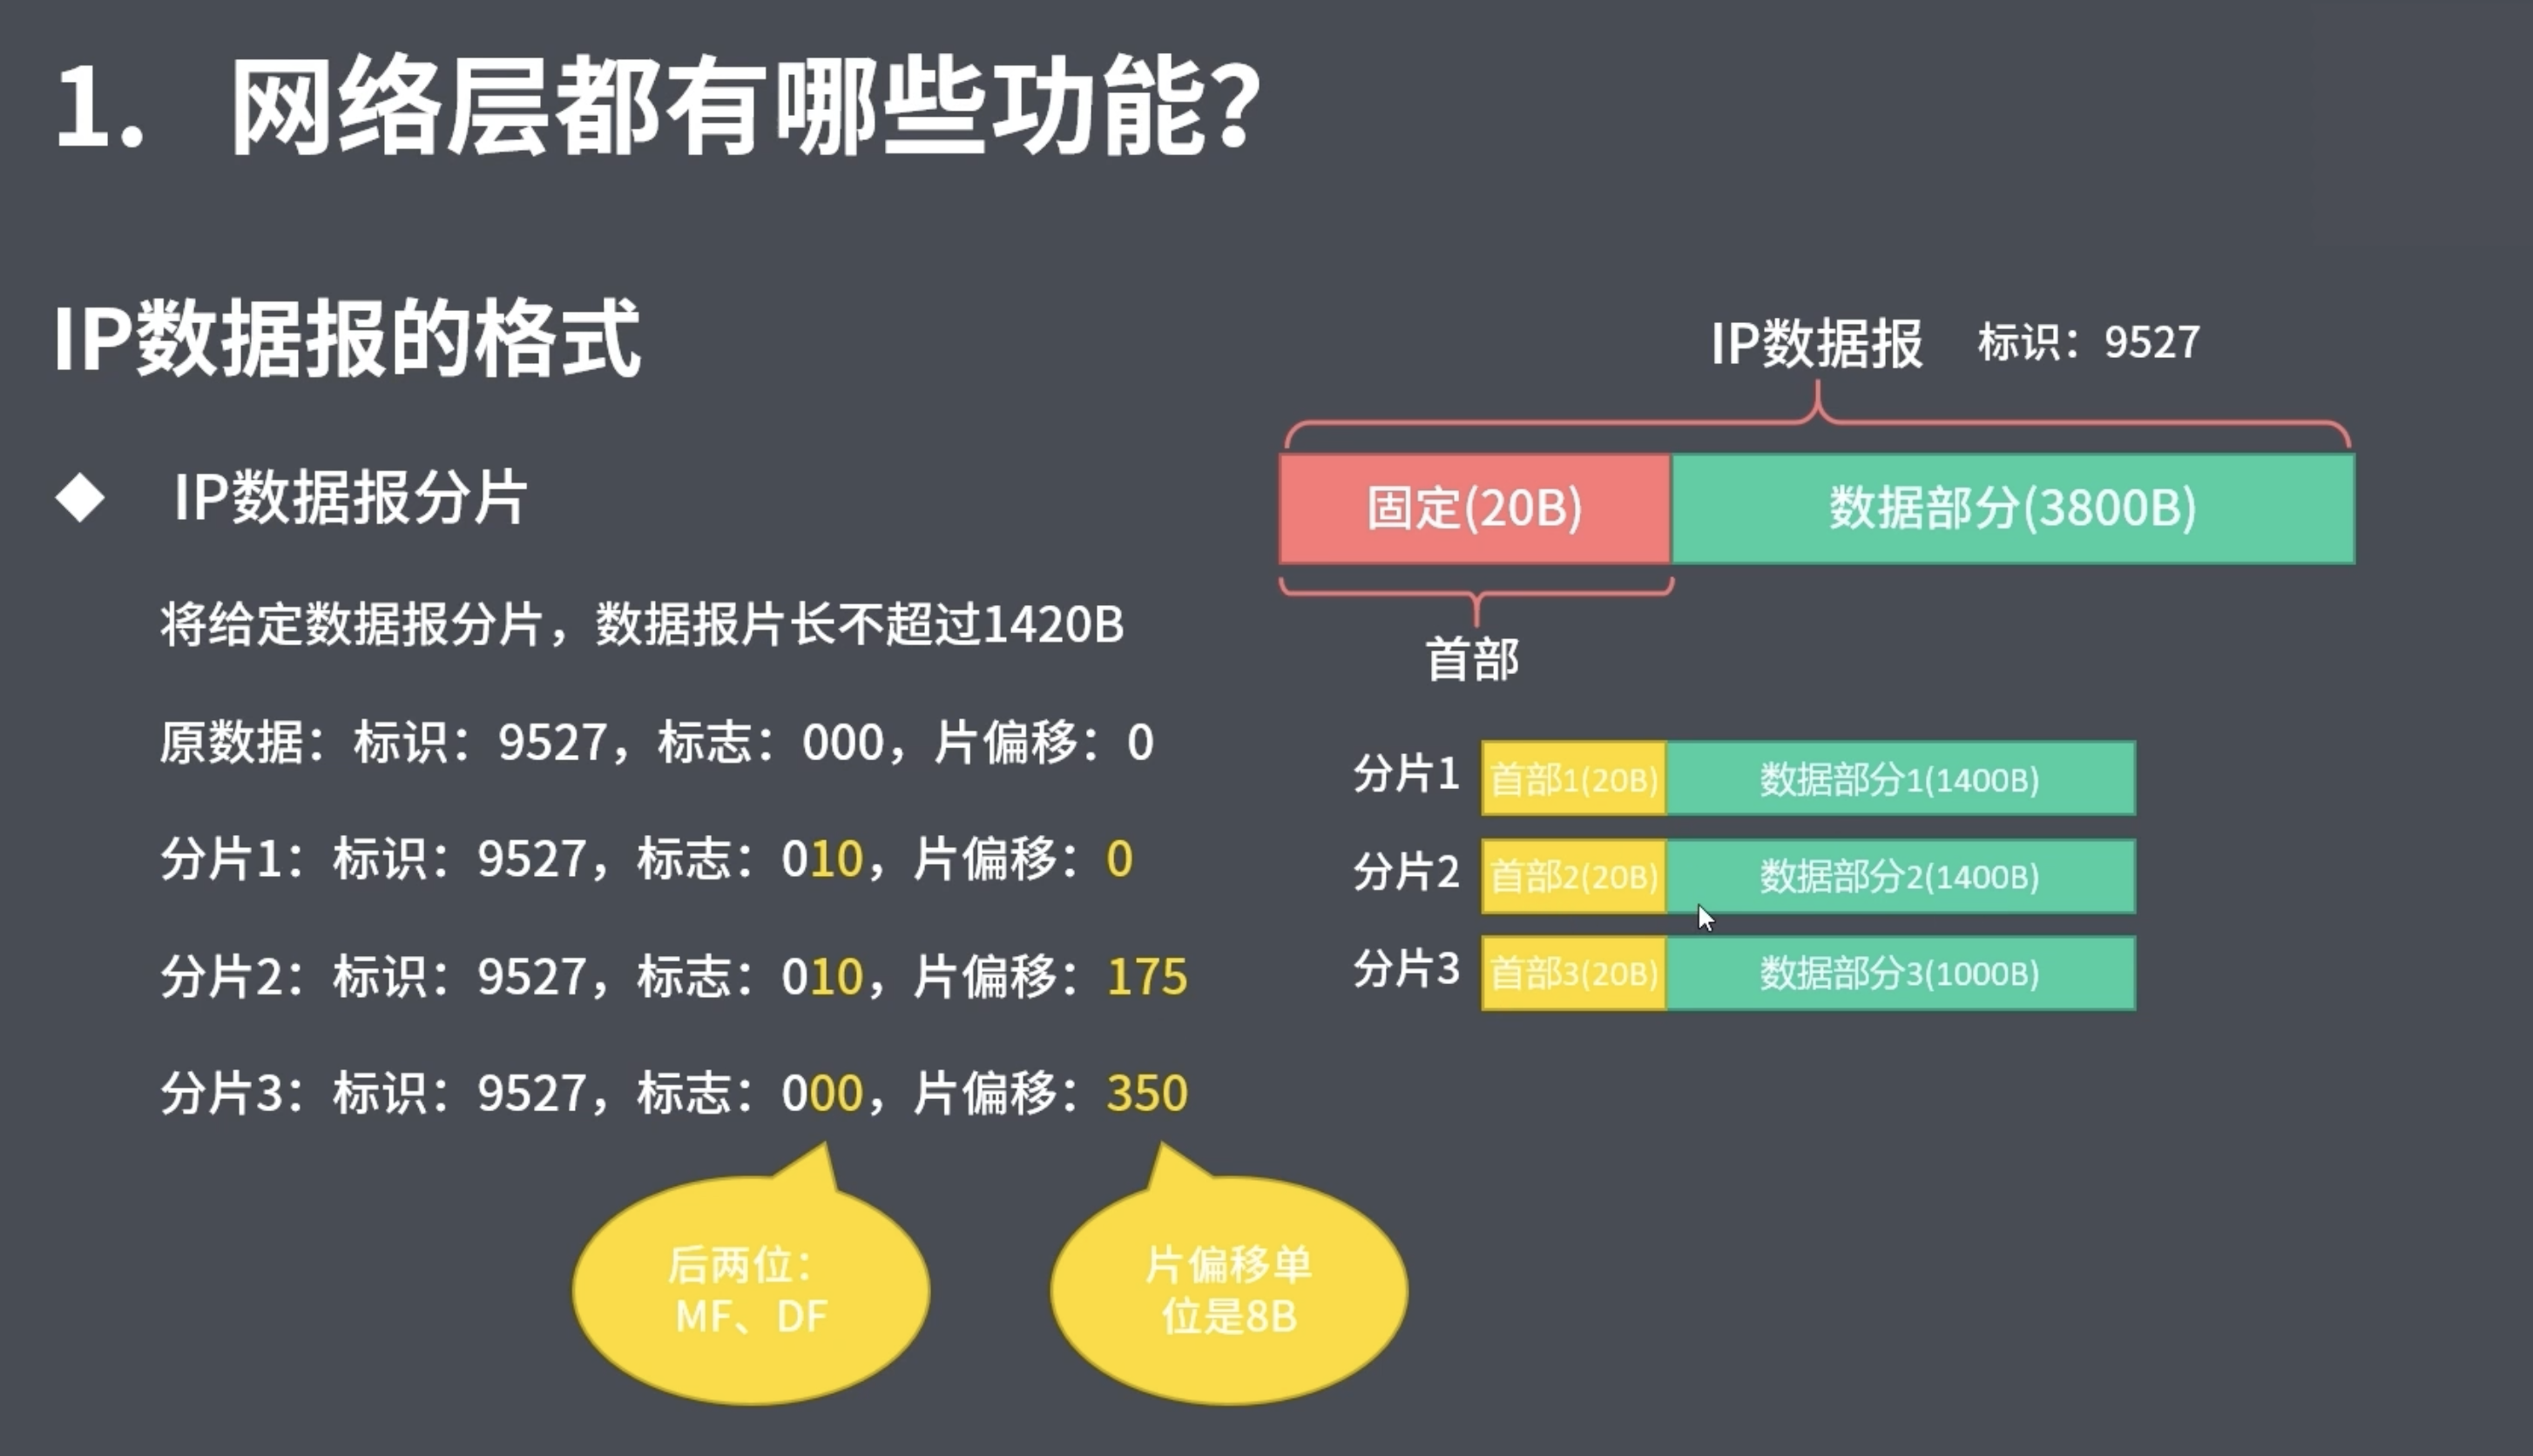 1. 网络层都有哪些功能?
IP数据报的格式
◆ IP数据报分片
将给定数据报分片，数据报片长不超过1420B
原数据：标识：9527，标志：000，片偏移：0
分片1：标识：9527，标志：010，片偏移：0
分片2：标识：9527，标志：010，片偏移：175
分片3：标识：9527，标志：000，片偏移：350
后两位：
MF、DF
片偏移单
位是8B
IP数据报 标识：9527
固定(20B) 数据部分(3800B)
首部
分片1 首部1(20B) 数据部分1(1400B)
分片2 首部2(20B) 数据部分2(1400B)
分片3 首部3(20B) 数据部分3(1000B)